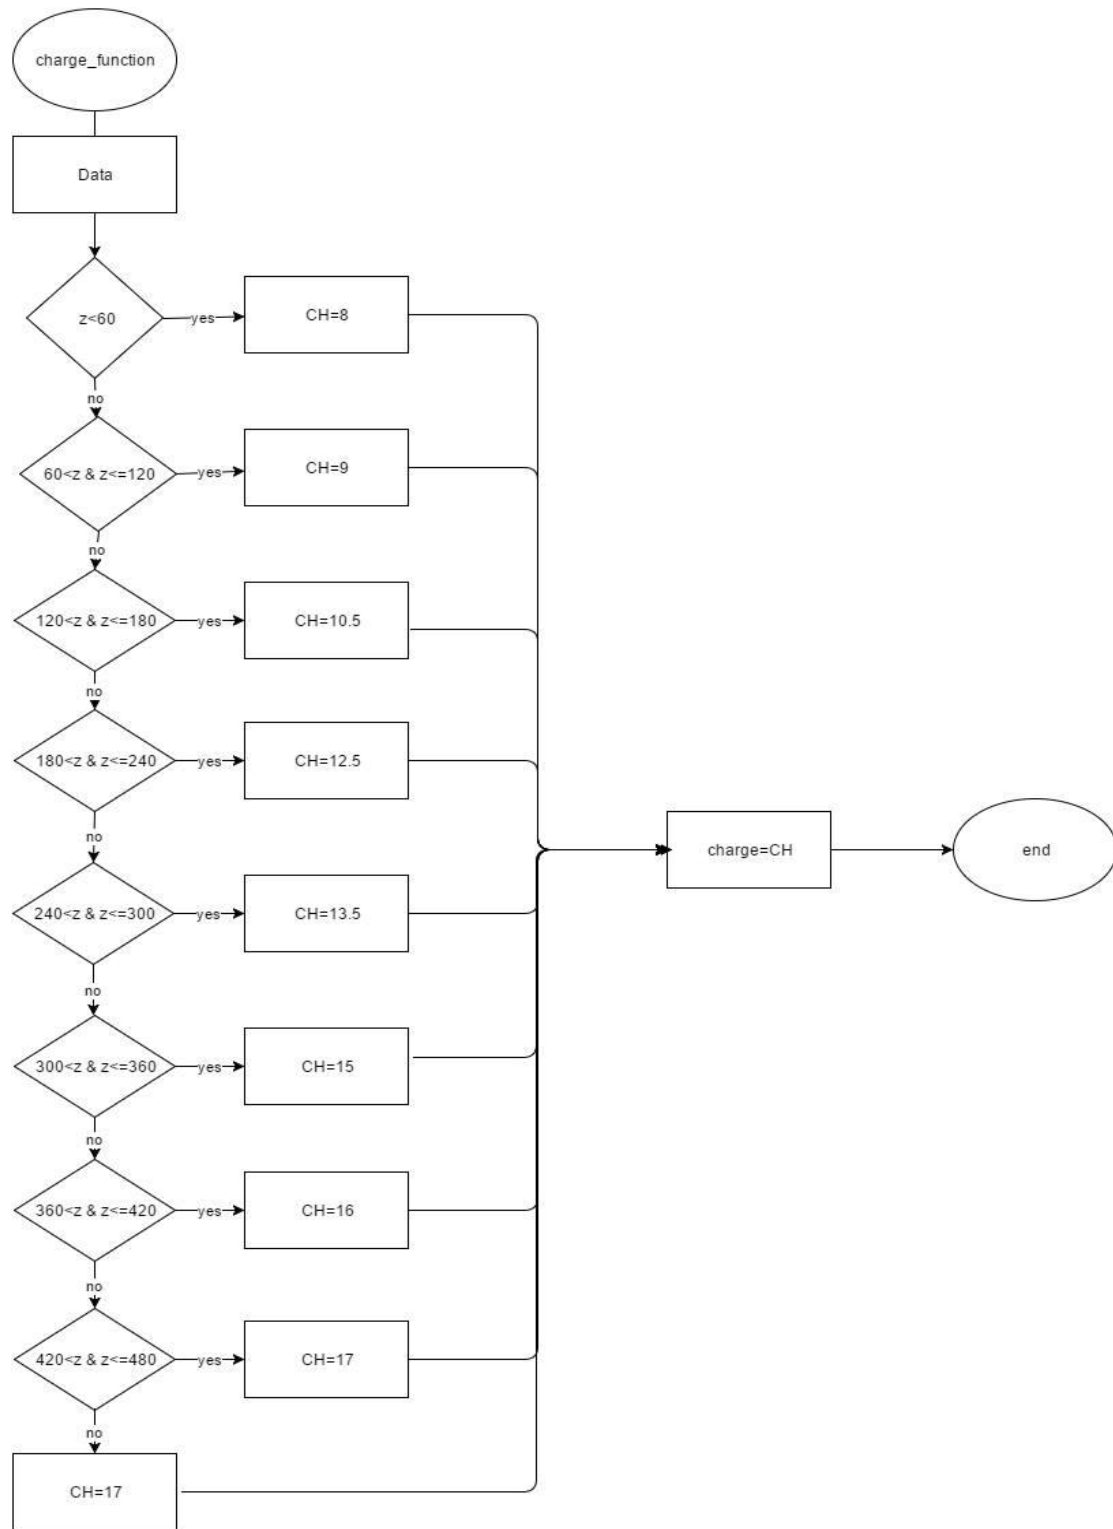 charge_function
Data
z<60
yes
CH=8
no
60<z & z<=120
yes
CH=9
no
120<z & z<=180
yes
CH=10.5
no
180<z & z<=240
yes
CH=12.5
no
charge=CH
end
240<z & z<=300
yes
CH=13.5
no
300<z & z<=360
yes
CH=15
no
360<z & z<=420
yes
CH=16
no
420<z & z<=480
yes
CH=17
no
CH=17